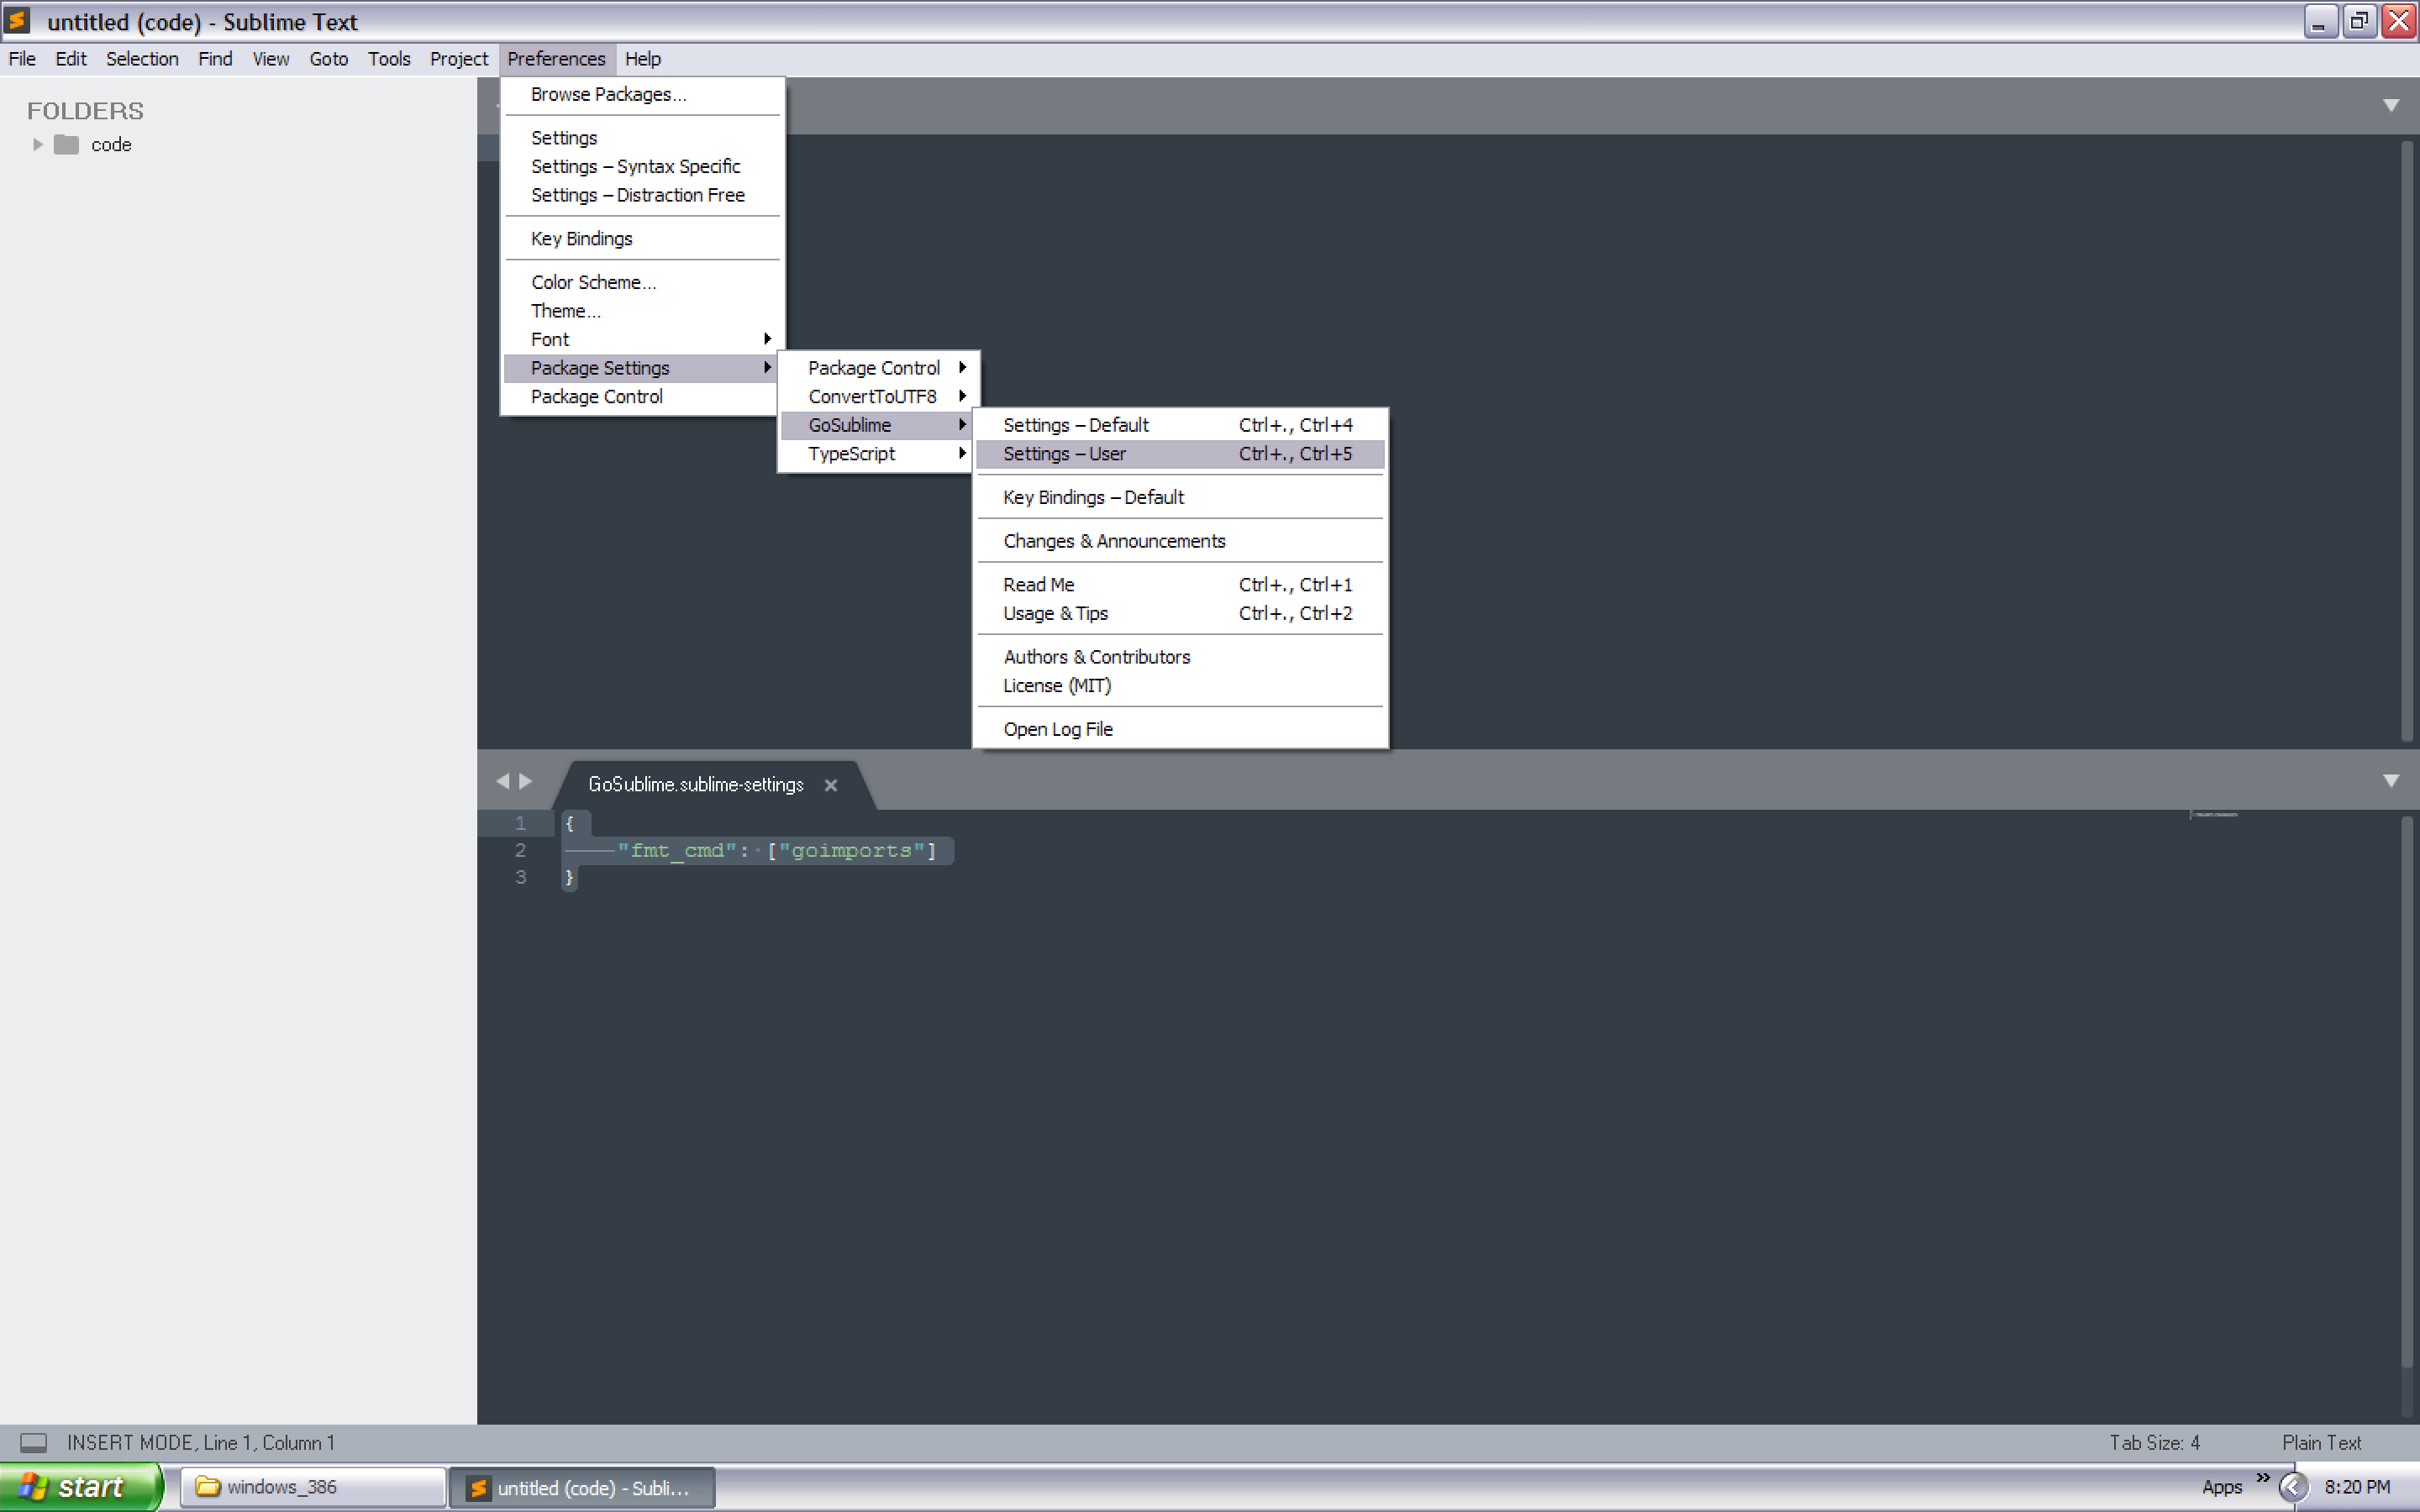 untitled (code) - Sublime Text
File Edit Selection Find View Goto Tools Project Preferences Help
FOLDERS
code
Browse Packages...
Settings
Settings – Syntax Specific
Settings – Distraction Free
Key Bindings
Color Scheme...
Theme...
Font
Package Settings
Package Control
Package Control
ConvertToUTF8
GoSublime
TypeScript
Settings – Default Ctrl+., Ctrl+4
Settings – User Ctrl+., Ctrl+5
Key Bindings – Default
Changes & Announcements
Read Me Ctrl+., Ctrl+1
Usage & Tips Ctrl+., Ctrl+2
Authors & Contributors
License (MIT)
Open Log File
GoSublime.sublime-settings
1 {
2 "fmt_cmd": ["goimports"]
3 }
INSERT MODE, Line 1, Column 1 Tab Size: 4 Plain Text
start windows_386 untitled (code) - Subli... Apps 8:20 PM